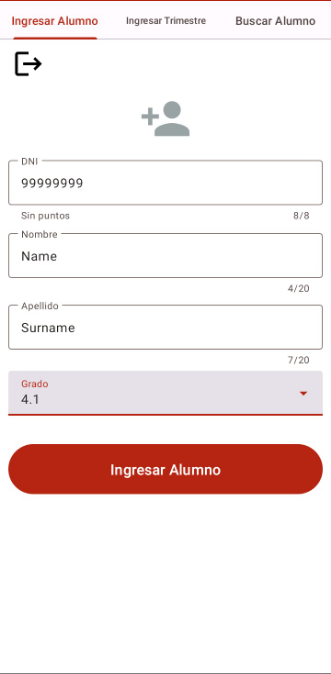 Ingresar Alumno Ingresar Trimestre Buscar Alumno
DNI
99999999
Sin puntos 8/8
Nombre
Name
4/20
Apellido
Surname
7/20
Grado
4.1
Ingresar Alumno